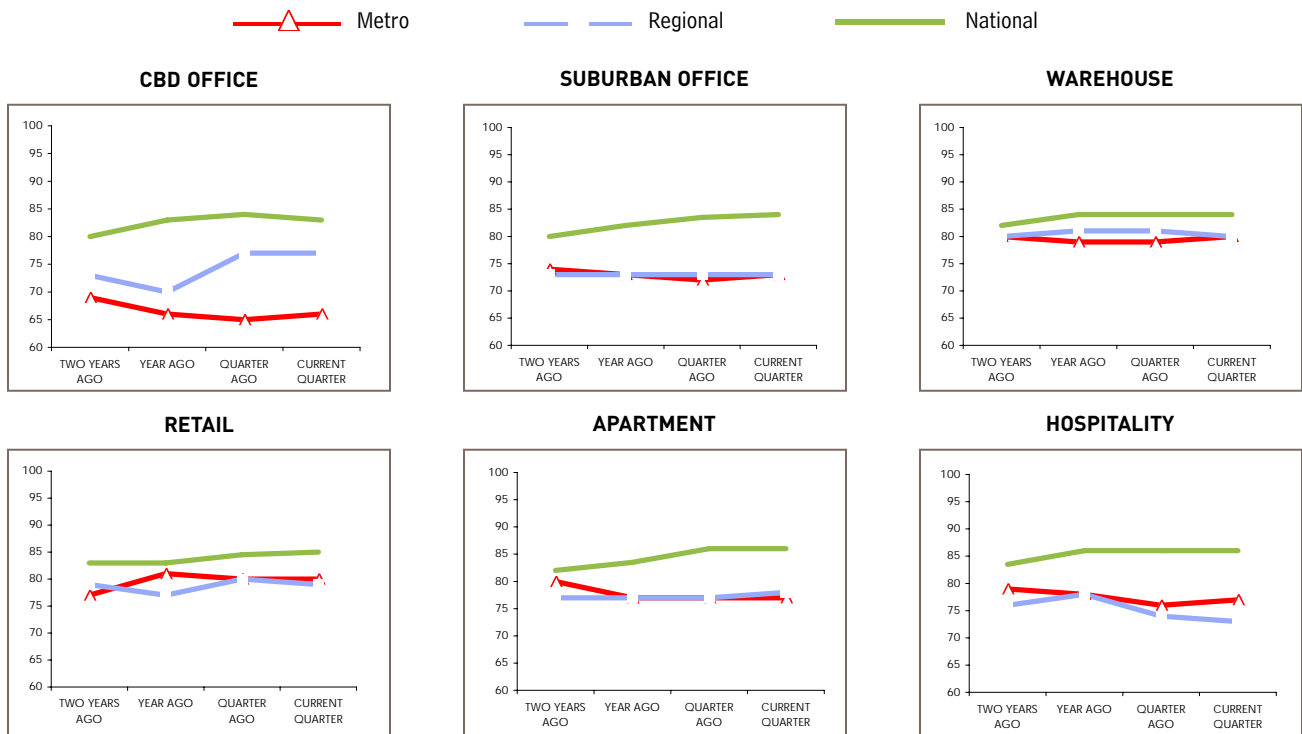 Metro Regional National
CBD OFFICE
100
95
90
85
80
75
70
65
60
TWO YEARS AGO
YEAR AGO
QUARTER AGO
CURRENT QUARTER
SUBURBAN OFFICE
100
95
90
85
80
75
70
65
60
TWO YEARS AGO
YEAR AGO
QUARTER AGO
CURRENT QUARTER
WAREHOUSE
100
95
90
85
80
75
70
65
60
TWO YEARS AGO
YEAR AGO
QUARTER AGO
CURRENT QUARTER
RETAIL
100
95
90
85
80
75
70
65
60
TWO YEARS AGO
YEAR AGO
QUARTER AGO
CURRENT QUARTER
APARTMENT
100
95
90
85
80
75
70
65
60
TWO YEARS AGO
YEAR AGO
QUARTER AGO
CURRENT QUARTER
HOSPITALITY
100
95
90
85
80
75
70
65
60
TWO YEARS AGO
YEAR AGO
QUARTER AGO
CURRENT QUARTER